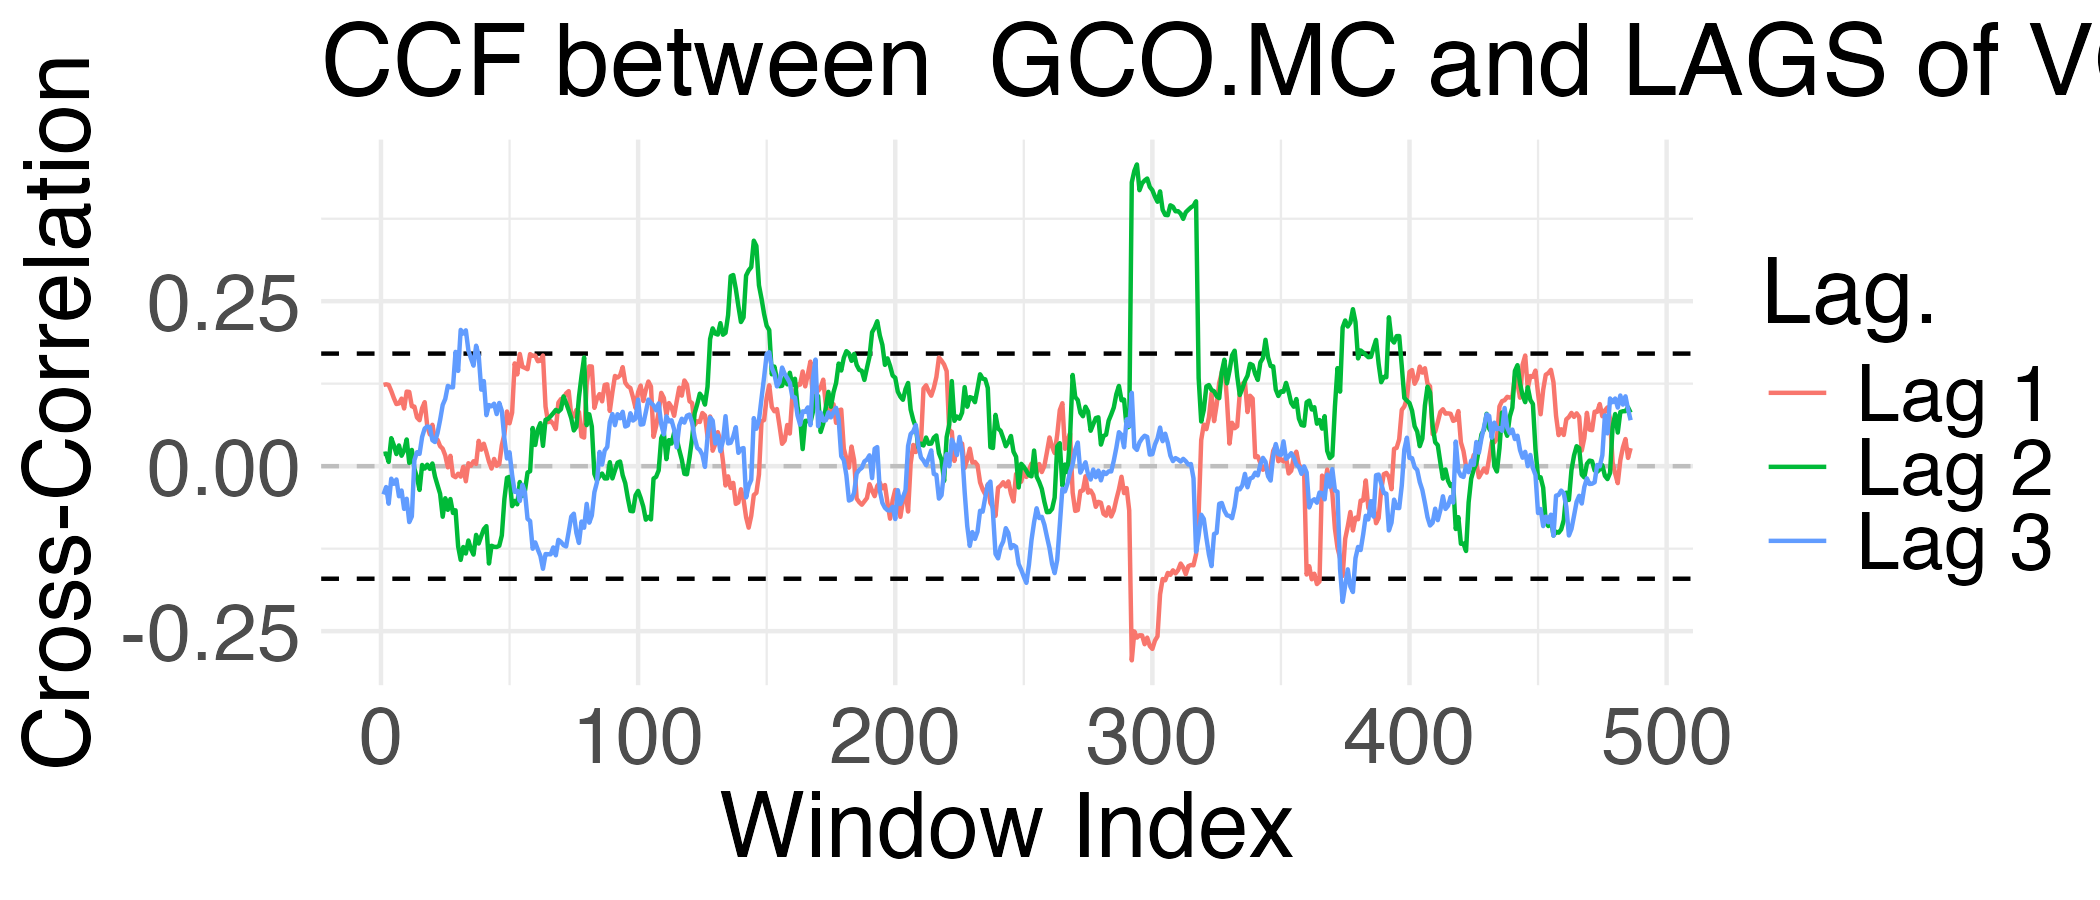 CCF between GCO.MC and LAGS of
Cross-Correlation
0.25
0.00
-0.25
0 100 200 300 400 500
Window Index
Lag.
Lag 1
Lag 2
Lag 3